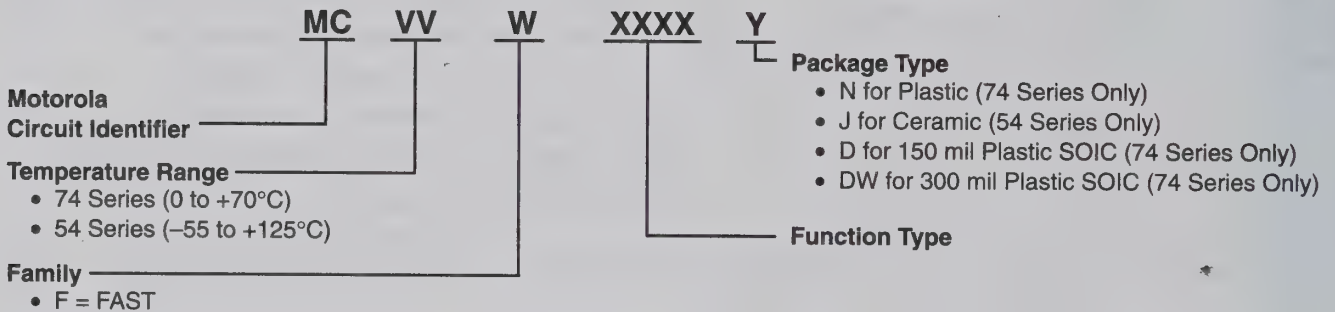 MC VV W XXXX Y
Package Type
• N for Plastic (74 Series Only)
• J for Ceramic (54 Series Only)
• D for 150 mil Plastic SOIC (74 Series Only)
• DW for 300 mil Plastic SOIC (74 Series Only)
Motorola
Circuit Identifier
Temperature Range
• 74 Series (0 to +70°C)
• 54 Series (–55 to +125°C)
Function Type
Family
• F = FAST